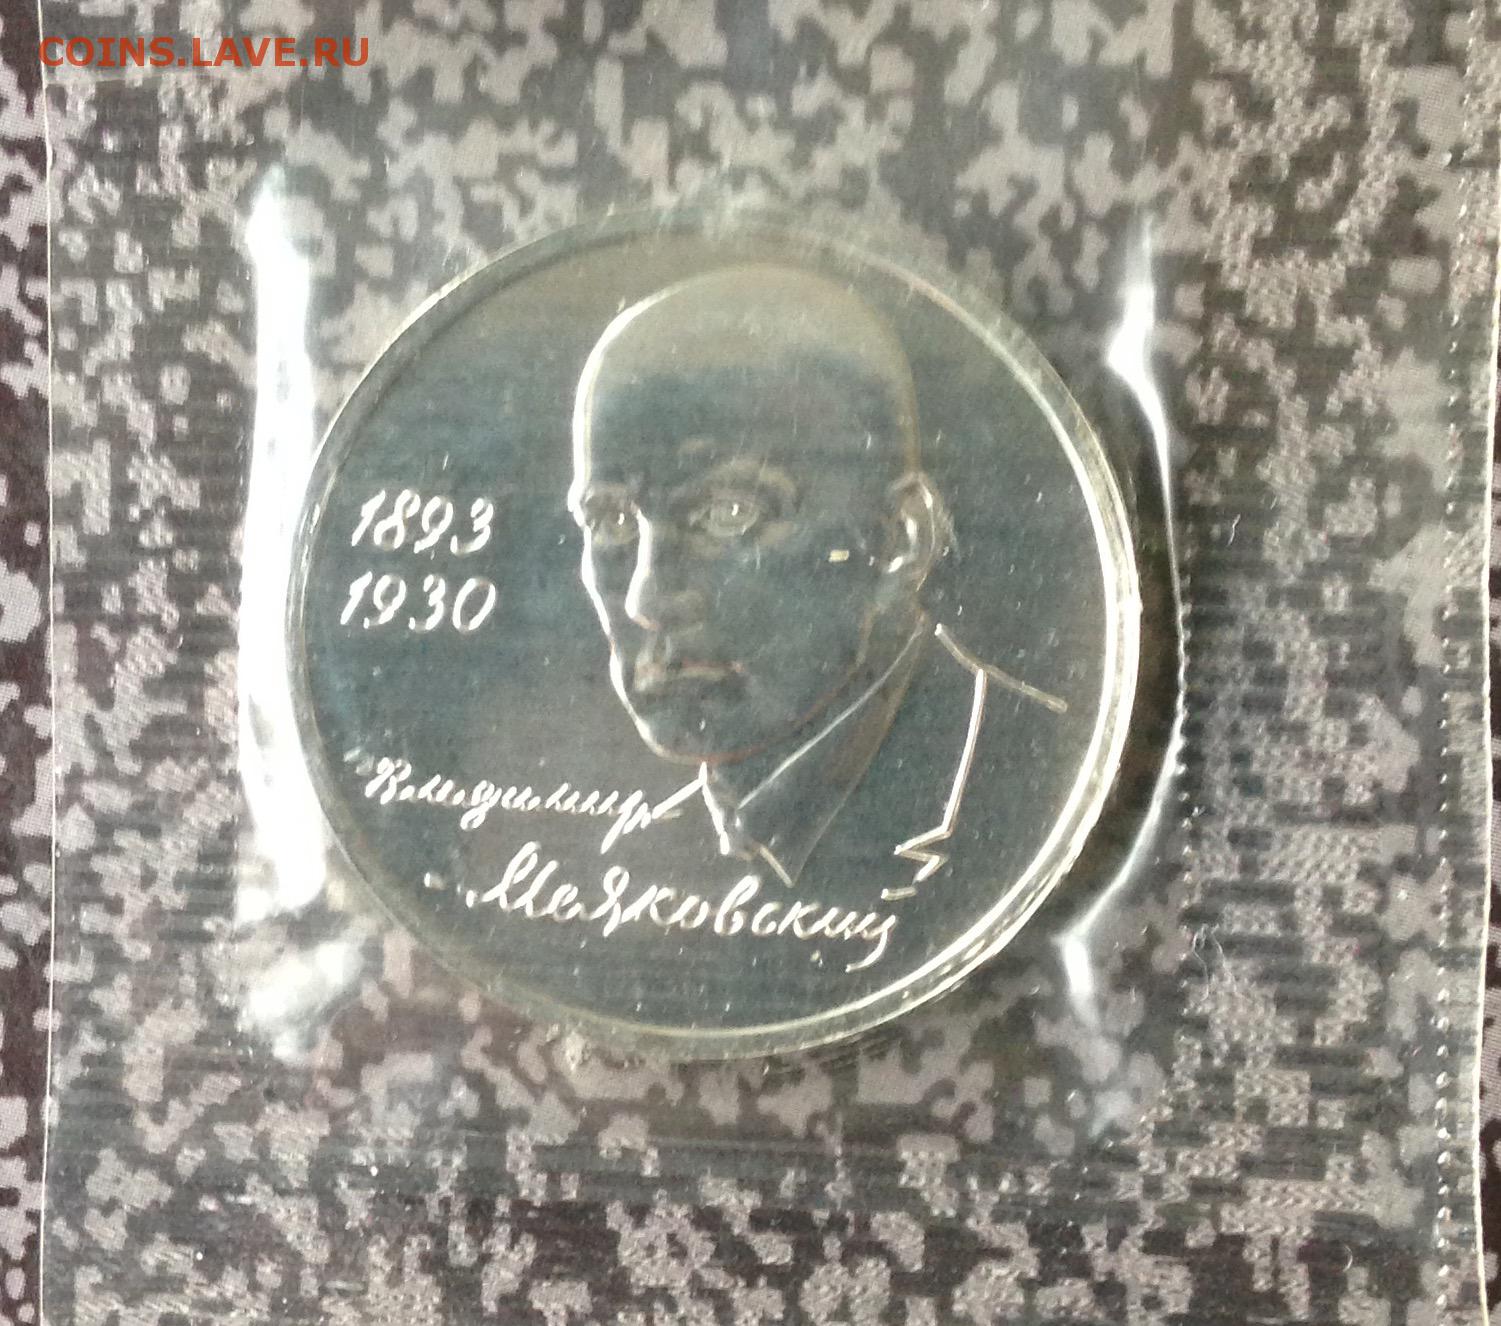 COINS.LAVE.RU
1893
1930
Владимир
Маяковский